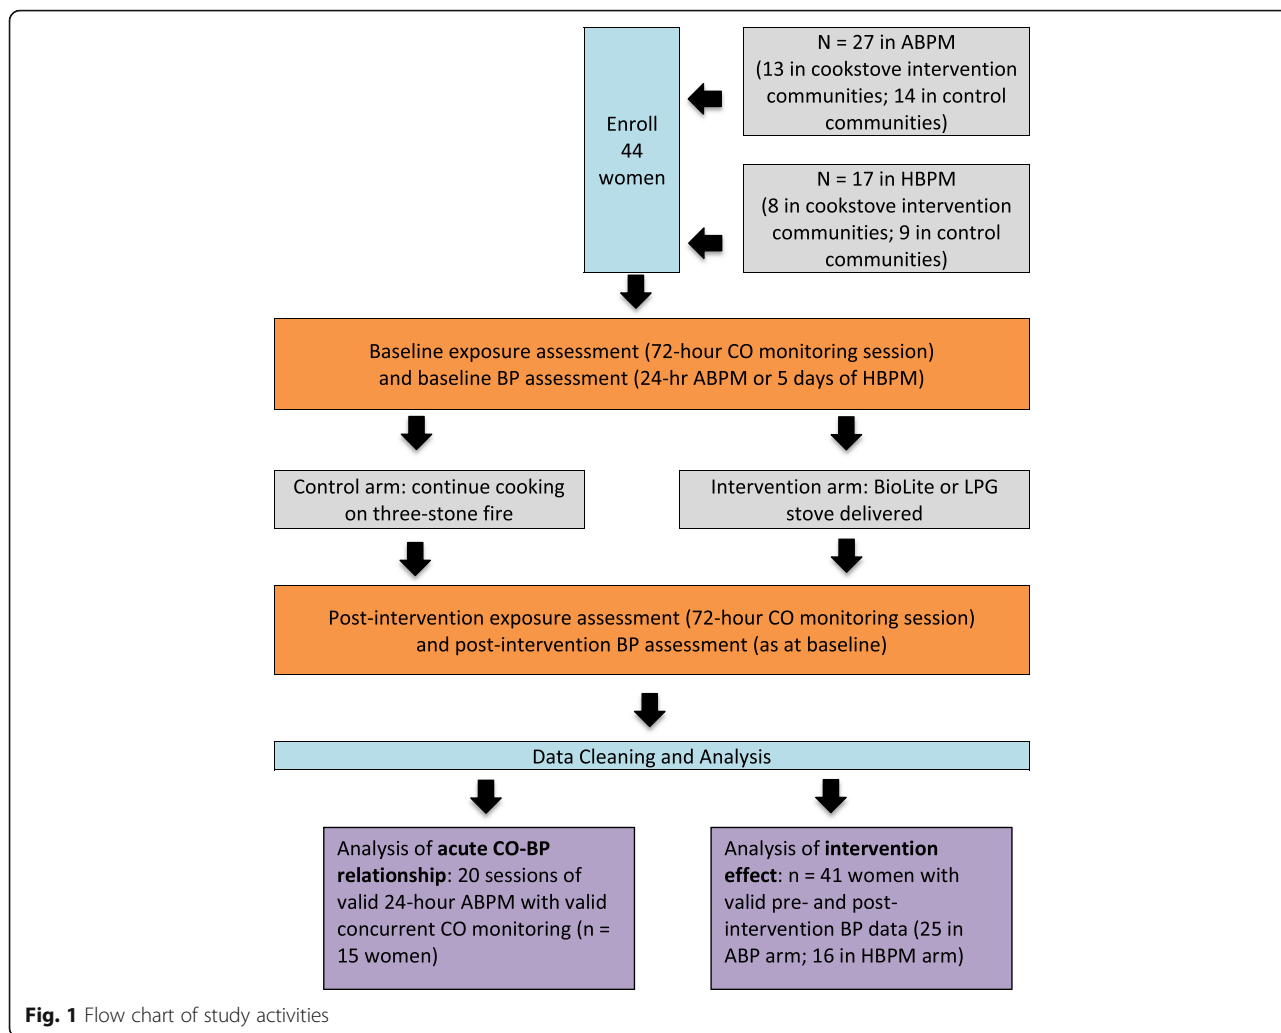 Enroll
44
women
N = 27 in ABPM
(13 in cookstove intervention
communities; 14 in control
communities)
N = 17 in HBPM
(8 in cookstove intervention
communities; 9 in control
communities)
Baseline exposure assessment (72-hour CO monitoring session)
and baseline BP assessment (24-hr ABPM or 5 days of HBPM)
Control arm: continue cooking
on three-stone fire
Intervention arm: BioLite or LPG
stove delivered
Post-intervention exposure assessment (72-hour CO monitoring session)
and post-intervention BP assessment (as at baseline)
Data Cleaning and Analysis
Analysis of acute CO-BP
relationship: 20 sessions of
valid 24-hour ABPM with valid
concurrent CO monitoring (n =
15 women)
Analysis of intervention
effect: n = 41 women with
valid pre- and post-
intervention BP data (25 in
ABP arm; 16 in HBPM arm)
Fig. 1 Flow chart of study activities